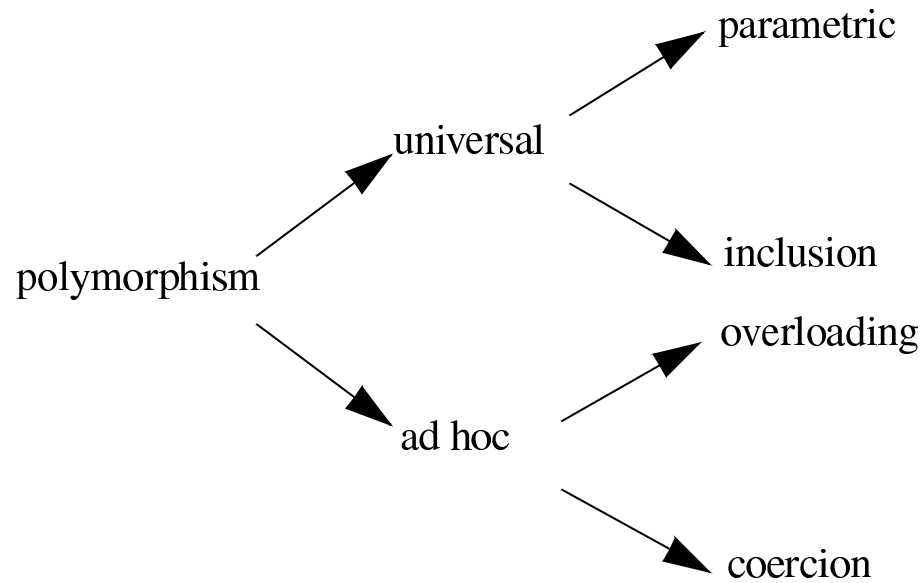 parametric
universal
inclusion
polymorphism
overloading
ad hoc
coercion